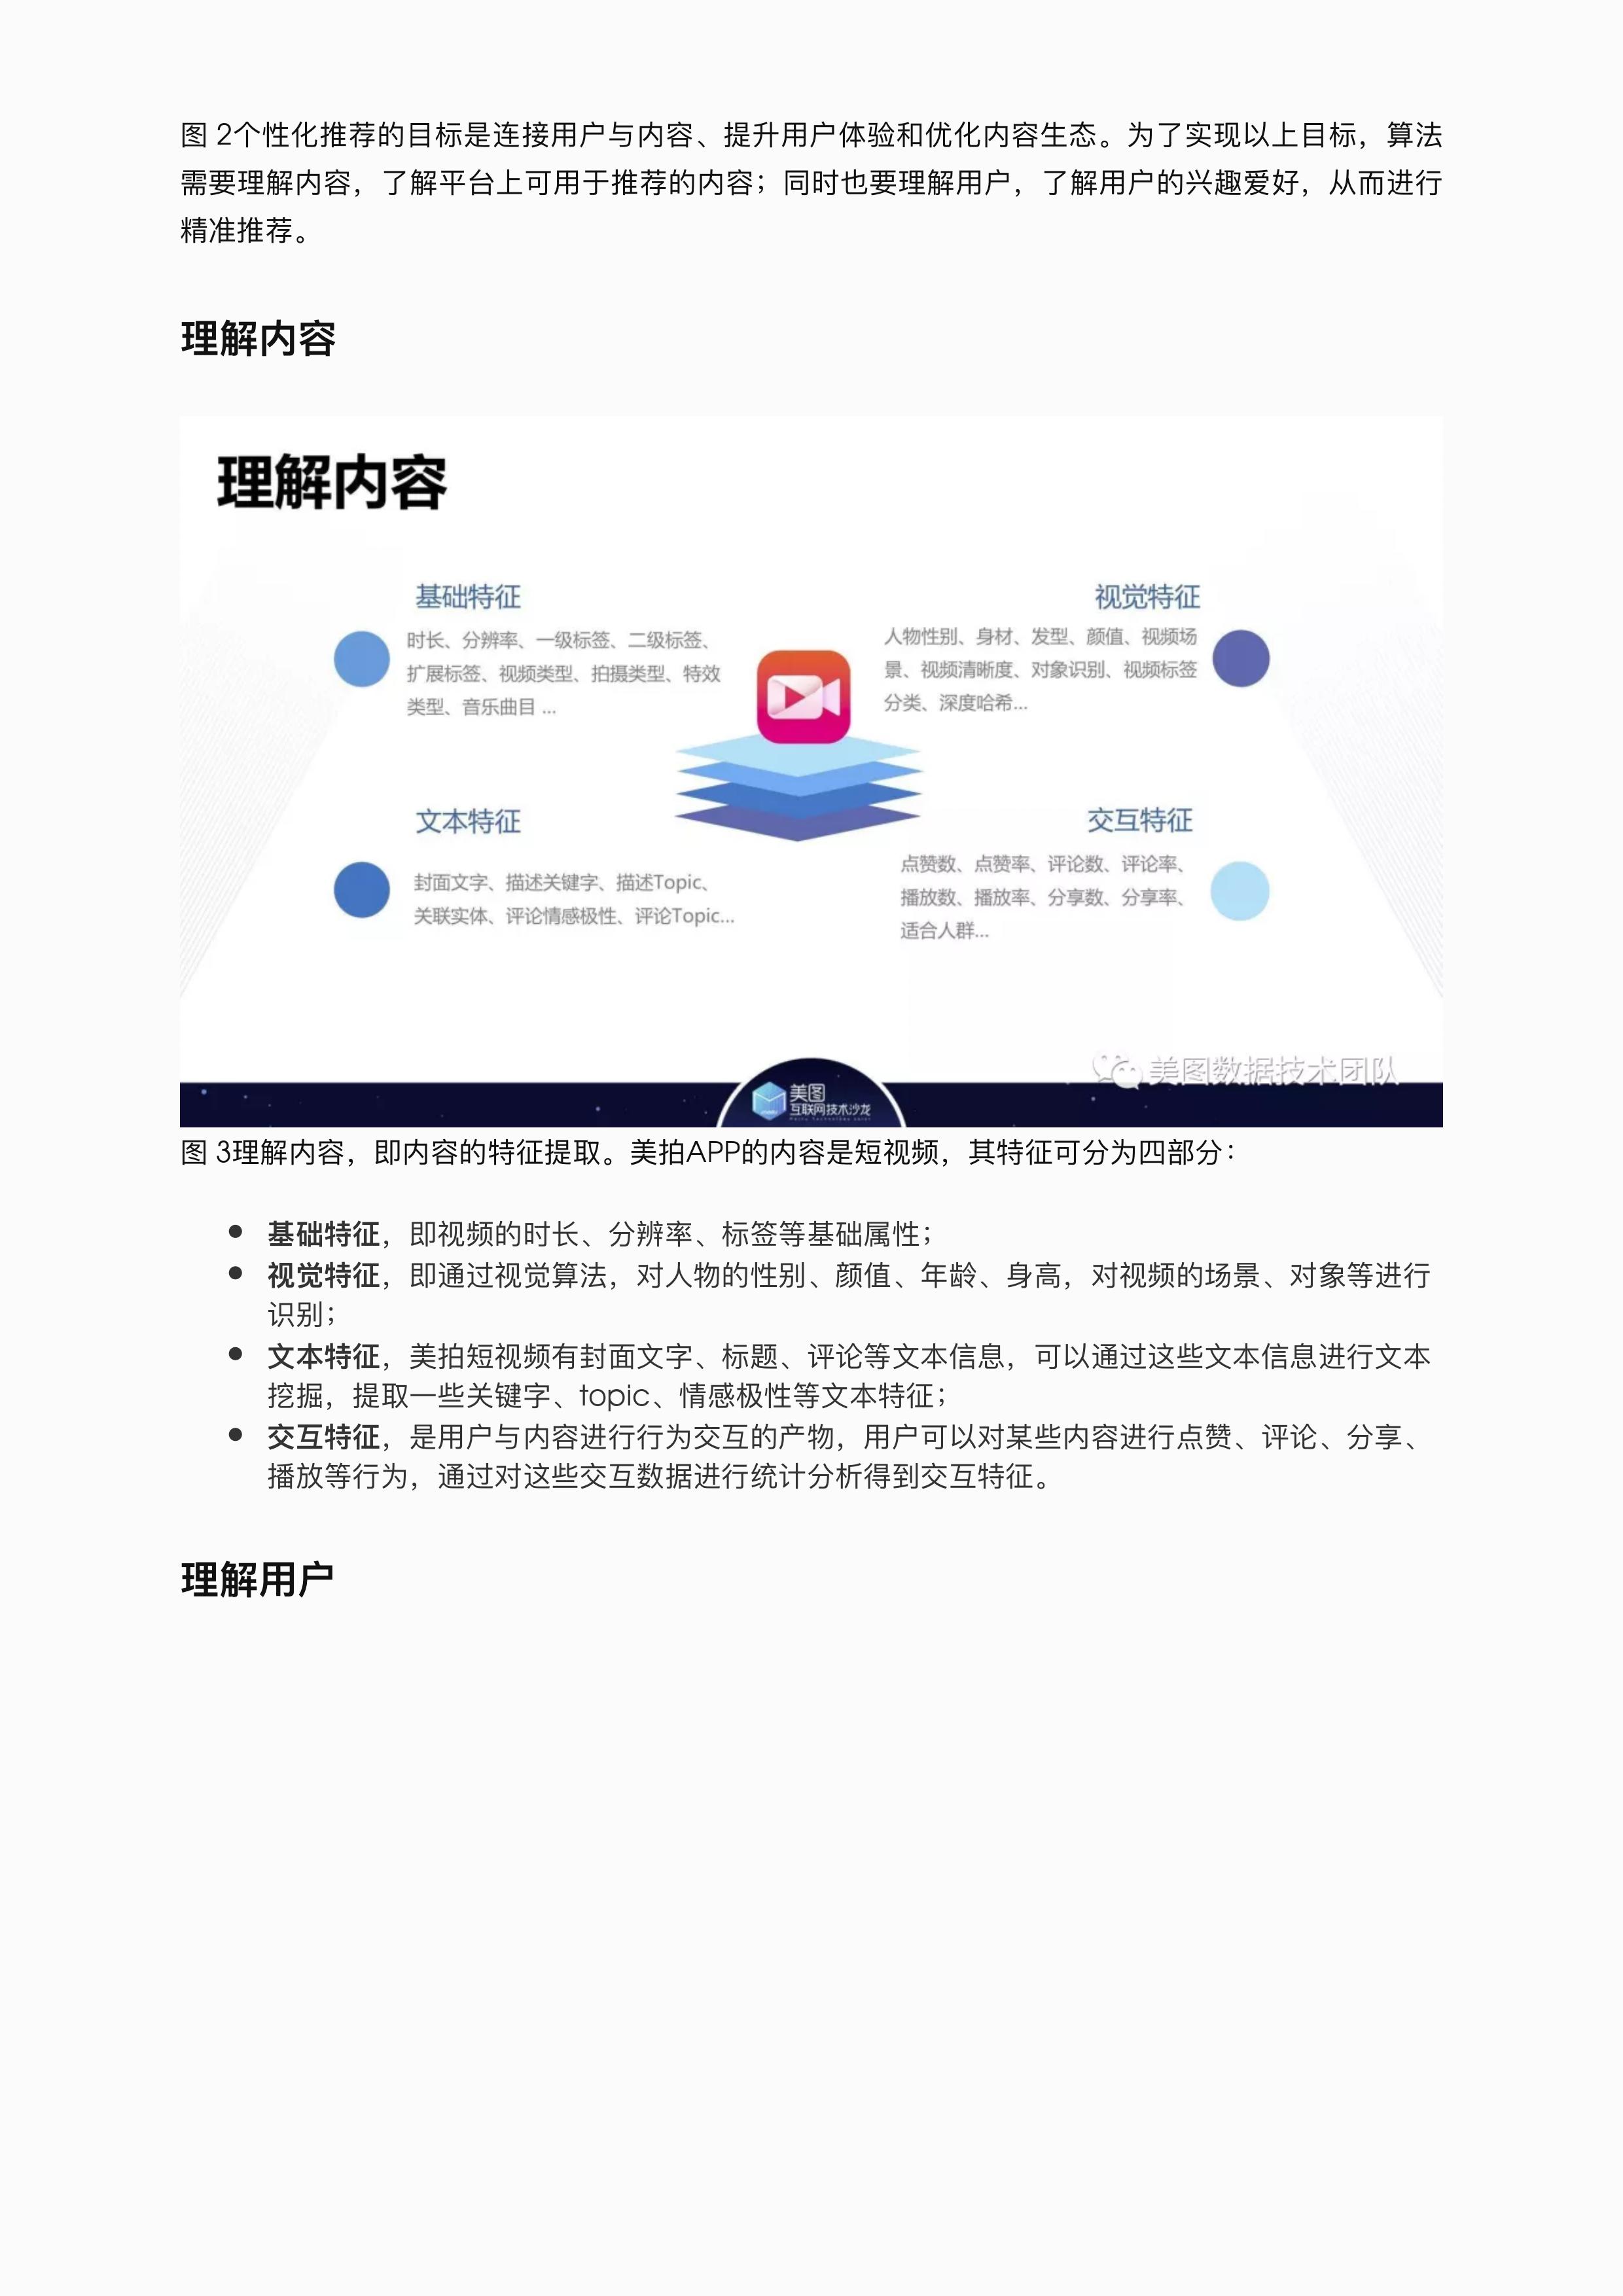 图 2个性化推荐的目标是连接用户与内容、提升用户体验和优化内容生态。为了实现以上目标，算法
需要理解内容，了解平台上可用于推荐的内容；同时也要理解用户，了解用户的兴趣爱好，从而进行
精准推荐。
理解内容
理解内容
基础特征
时长、分辨率、一级标签、二级标签、
扩展标签、视频类型、拍摄类型、特效
类型、音乐曲目 ...
视觉特征
人物性别、身材、发型、颜值、视频场
景、视频清晰度、对象识别、视频标签
分类、深度哈希...
文本特征
封面文字、描述关键字、描述Topic、
关联实体、评论情感极性、评论Topic...
交互特征
点赞数、点赞率、评论数、评论率、
播放数、播放率、分享数、分享率、
适合人群...
美图数据技术团队
美图
互联网技术沙龙
图 3理解内容，即内容的特征提取。美拍APP的内容是短视频，其特征可分为四部分：
● 基础特征，即视频的时长、分辨率、标签等基础属性；
● 视觉特征，即通过视觉算法，对人物的性别、颜值、年龄、身高，对视频的场景、对象等进行
识别；
● 文本特征，美拍短视频有封面文字、标题、评论等文本信息，可以通过这些文本信息进行文本
挖掘，提取一些关键字、topic、情感极性等文本特征；
● 交互特征，是用户与内容进行行为交互的产物，用户可以对某些内容进行点赞、评论、分享、
播放等行为，通过对这些交互数据进行统计分析得到交互特征。
理解用户